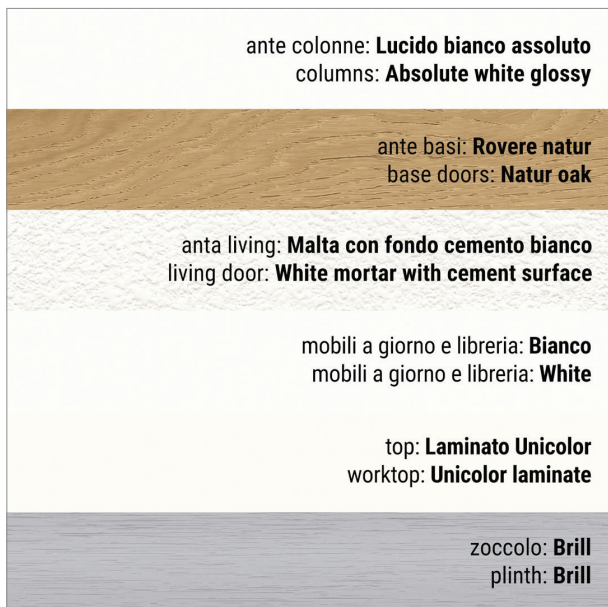 ante colonne: Lucido bianco assoluto
columns: Absolute white glossy
ante basi: Rovere natur
base doors: Natur oak
anta living: Malta con fondo cemento bianco
living door: White mortar with cement surface
mobili a giorno e libreria: Bianco
mobili a giorno e libreria: White
top: Laminato Unicolor
worktop: Unicolor laminate
zoccolo: Brill
plinth: Brill